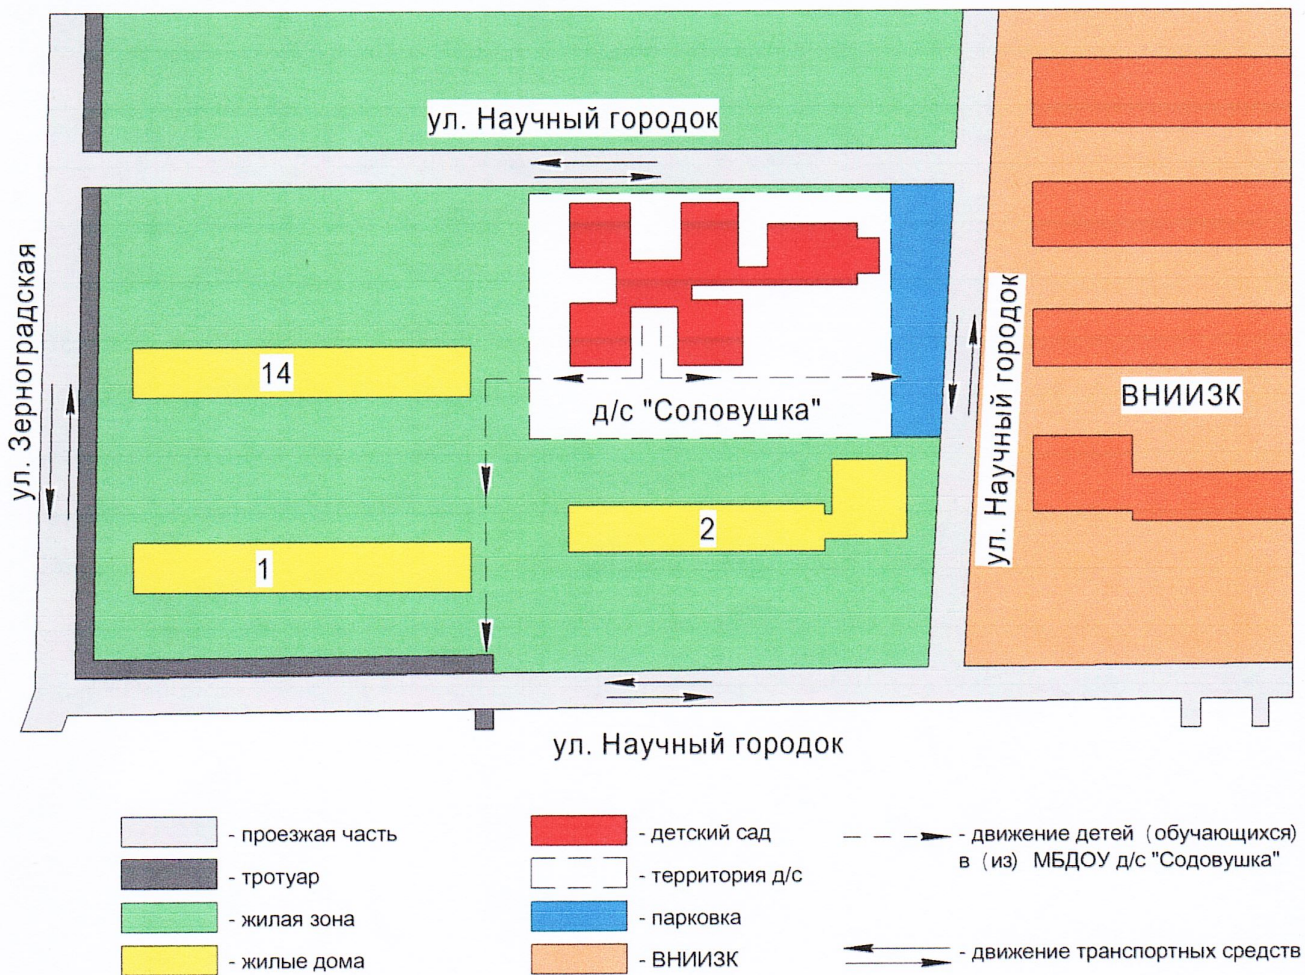 ул. Научный городок
ул. Зерноградская
14
д/с "Соловушка"
ул. Научный городок
ВНИИЗК
2
1
ул. Научный городок
- проезжая часть
- тротуар
- жилая зона
- жилые дома
- детский сад
- территория д/с
- парковка
- ВНИИЗК
- движение детей (обучающихся)
в (из) МБДОУ д/с "Содовушка"
- движение транспортных средств